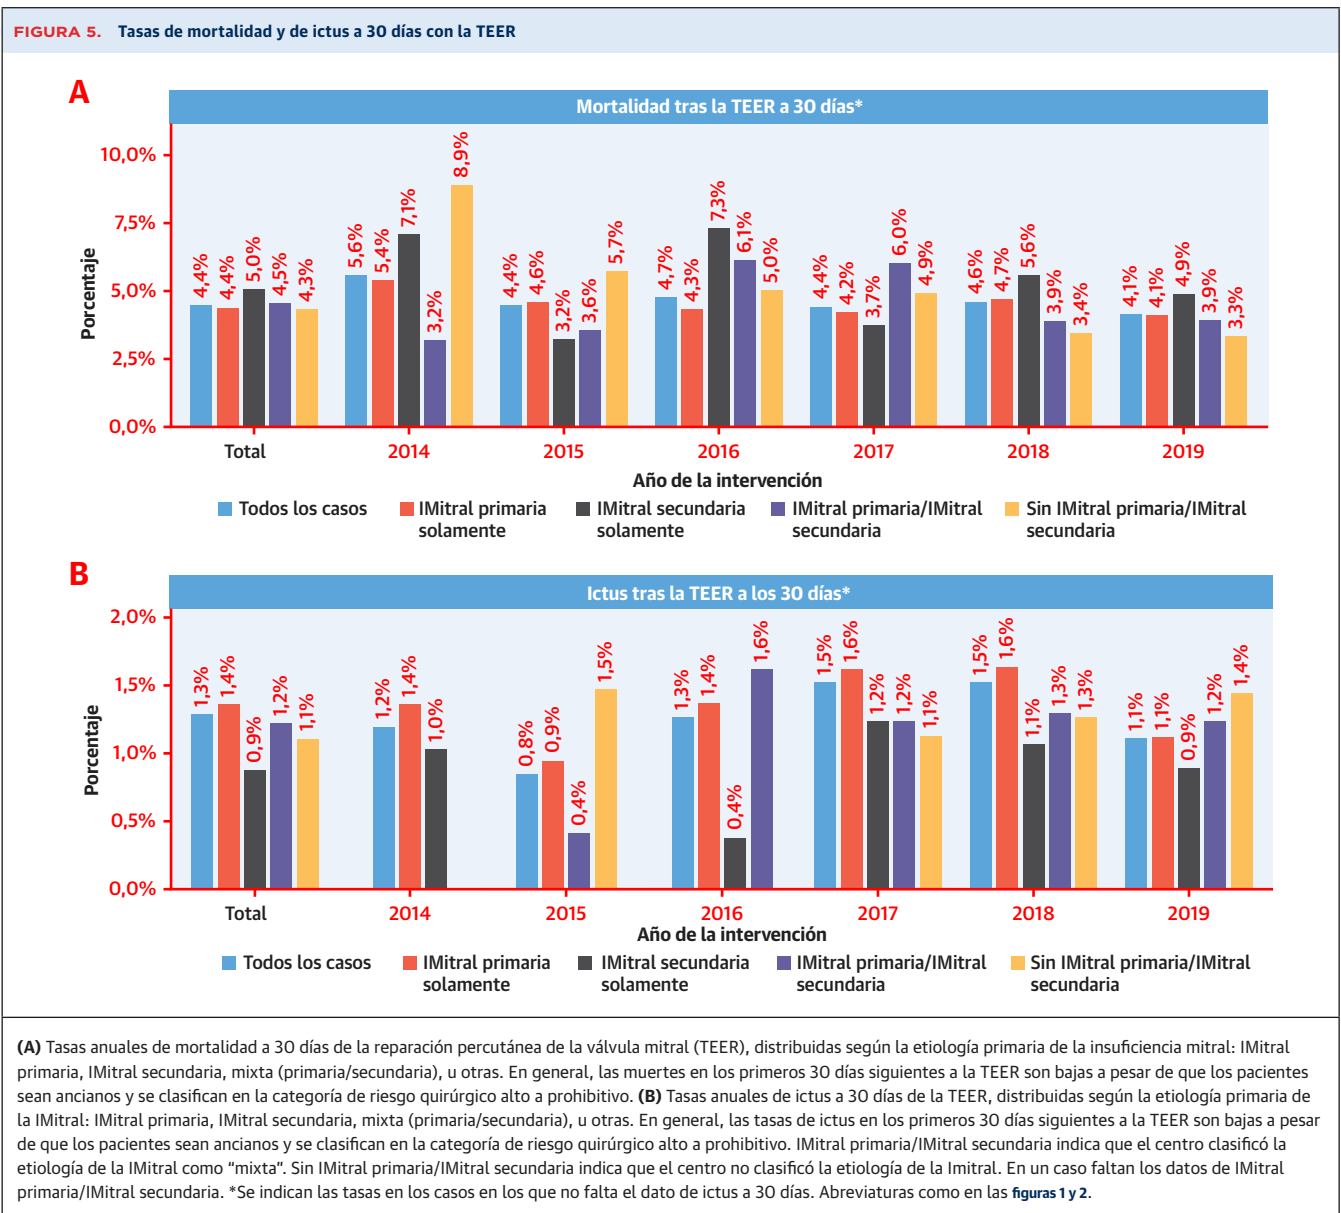 FIGURA 5. Tasas de mortalidad y de ictus a 30 días con la TEER
A
Mortalidad tras la TEER a 30 días*
Porcentaje
10,0%
7,5%
5,0%
2,5%
0,0%
4,4% 4,4% 5,0% 4,5% 4,3%
5,6% 5,4% 7,1% 3,2% 8,9%
4,4% 4,6% 3,2% 3,6% 5,7%
4,7% 4,3% 7,3% 6,1% 5,0%
4,4% 4,2% 3,7% 6,0% 4,9%
4,6% 4,7% 5,6% 3,9% 3,4%
4,1% 4,1% 4,9% 3,9% 3,3%
Total 2014 2015 2016 2017 2018 2019
Año de la intervención
Todos los casos
IMitral primaria
solamente
IMitral secundaria
solamente
IMitral primaria/IMitral
secundaria
Sin IMitral primaria/IMitral
secundaria
B
Ictus tras la TEER a los 30 días*
Porcentaje
2,0%
1,5%
1,0%
0,5%
0,0%
1,3% 1,4% 0,9% 1,2% 1,1%
1,2% 1,4% 1,0%
0,8% 0,9% 0,4% 1,5%
1,3% 1,4% 0,4% 1,6%
1,5% 1,6% 1,2% 1,2% 1,1%
1,5% 1,6% 1,1% 1,3% 1,3%
1,1% 1,1% 0,9% 1,2% 1,4%
Total 2014 2015 2016 2017 2018 2019
Año de la intervención
Todos los casos
IMitral primaria
solamente
IMitral secundaria
solamente
IMitral primaria/IMitral
secundaria
Sin IMitral primaria/IMitral
secundaria
(A) Tasas anuales de mortalidad a 30 días de la reparación percutánea de la válvula mitral (TEER), distribuidas según la etiología primaria de la insuficiencia mitral: IMitral
primaria, IMitral secundaria, mixta (primaria/secundaria), u otras. En general, las muertes en los primeros 30 días siguientes a la TEER son bajas a pesar de que los pacientes
sean ancianos y se clasifican en la categoría de riesgo quirúrgico alto a prohibitivo. (B) Tasas anuales de ictus a 30 días de la TEER, distribuidas según la etiología primaria de
la IMitral: IMitral primaria, IMitral secundaria, mixta (primaria/secundaria), u otras. En general, las tasas de ictus en los primeros 30 días siguientes a la TEER son bajas a pesar
de que los pacientes sean ancianos y se clasifican en la categoría de riesgo quirúrgico alto a prohibitivo. IMitral primaria/IMitral secundaria indica que el centro clasificó la
etiología de la IMitral como "mixta". Sin IMitral primaria/IMitral secundaria indica que el centro no clasificó la etiología de la Imitral. En un caso faltan los datos de IMitral
primaria/IMitral secundaria. *Se indican las tasas en los casos en los que no falta el dato de ictus a 30 días. Abreviaturas como en las figuras 1 y 2.